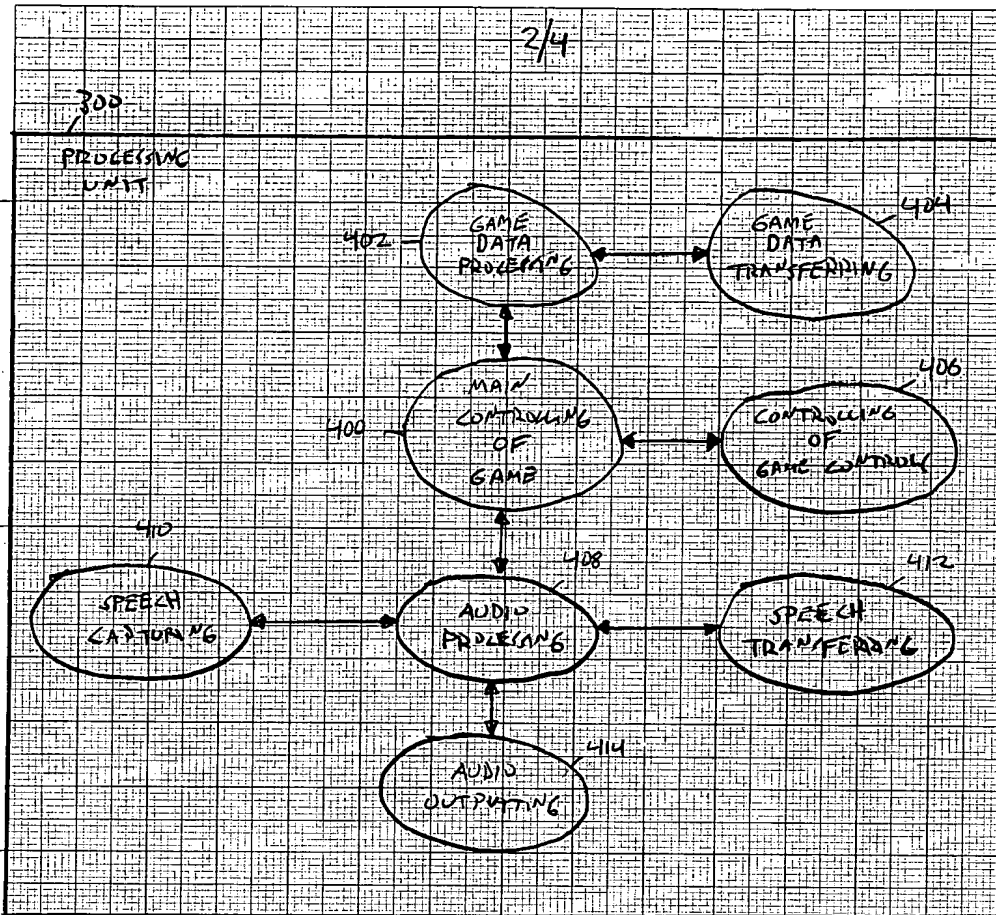 2/4
300
PROCESSING
UNIT
402
GAME
DATA
PROCESSING
404
GAME
DATA
TRANSFERRING
400
MAIN
CONTROLLING
OF
GAME
406
CONTROLLING
OF
GAME CONTROLS
410
SPEECH
CAPTURING
408
AUDIO
PROCESSING
412
SPEECH
TRANSFERRING
414
AUDIO
OUTPUTTING